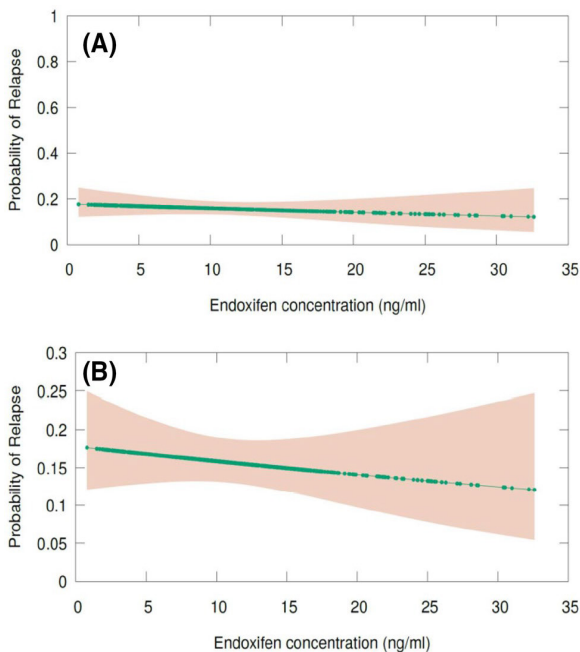 (A)
Probability of Relapse
1
0.8
0.6
0.4
0.2
0
0 5 10 15 20 25 30 35
Endoxifen concentration (ng/ml)
(B)
Probability of Relapse
0.3
0.25
0.2
0.15
0.1
0.05
0
0 5 10 15 20 25 30 35
Endoxifen concentration (ng/ml)